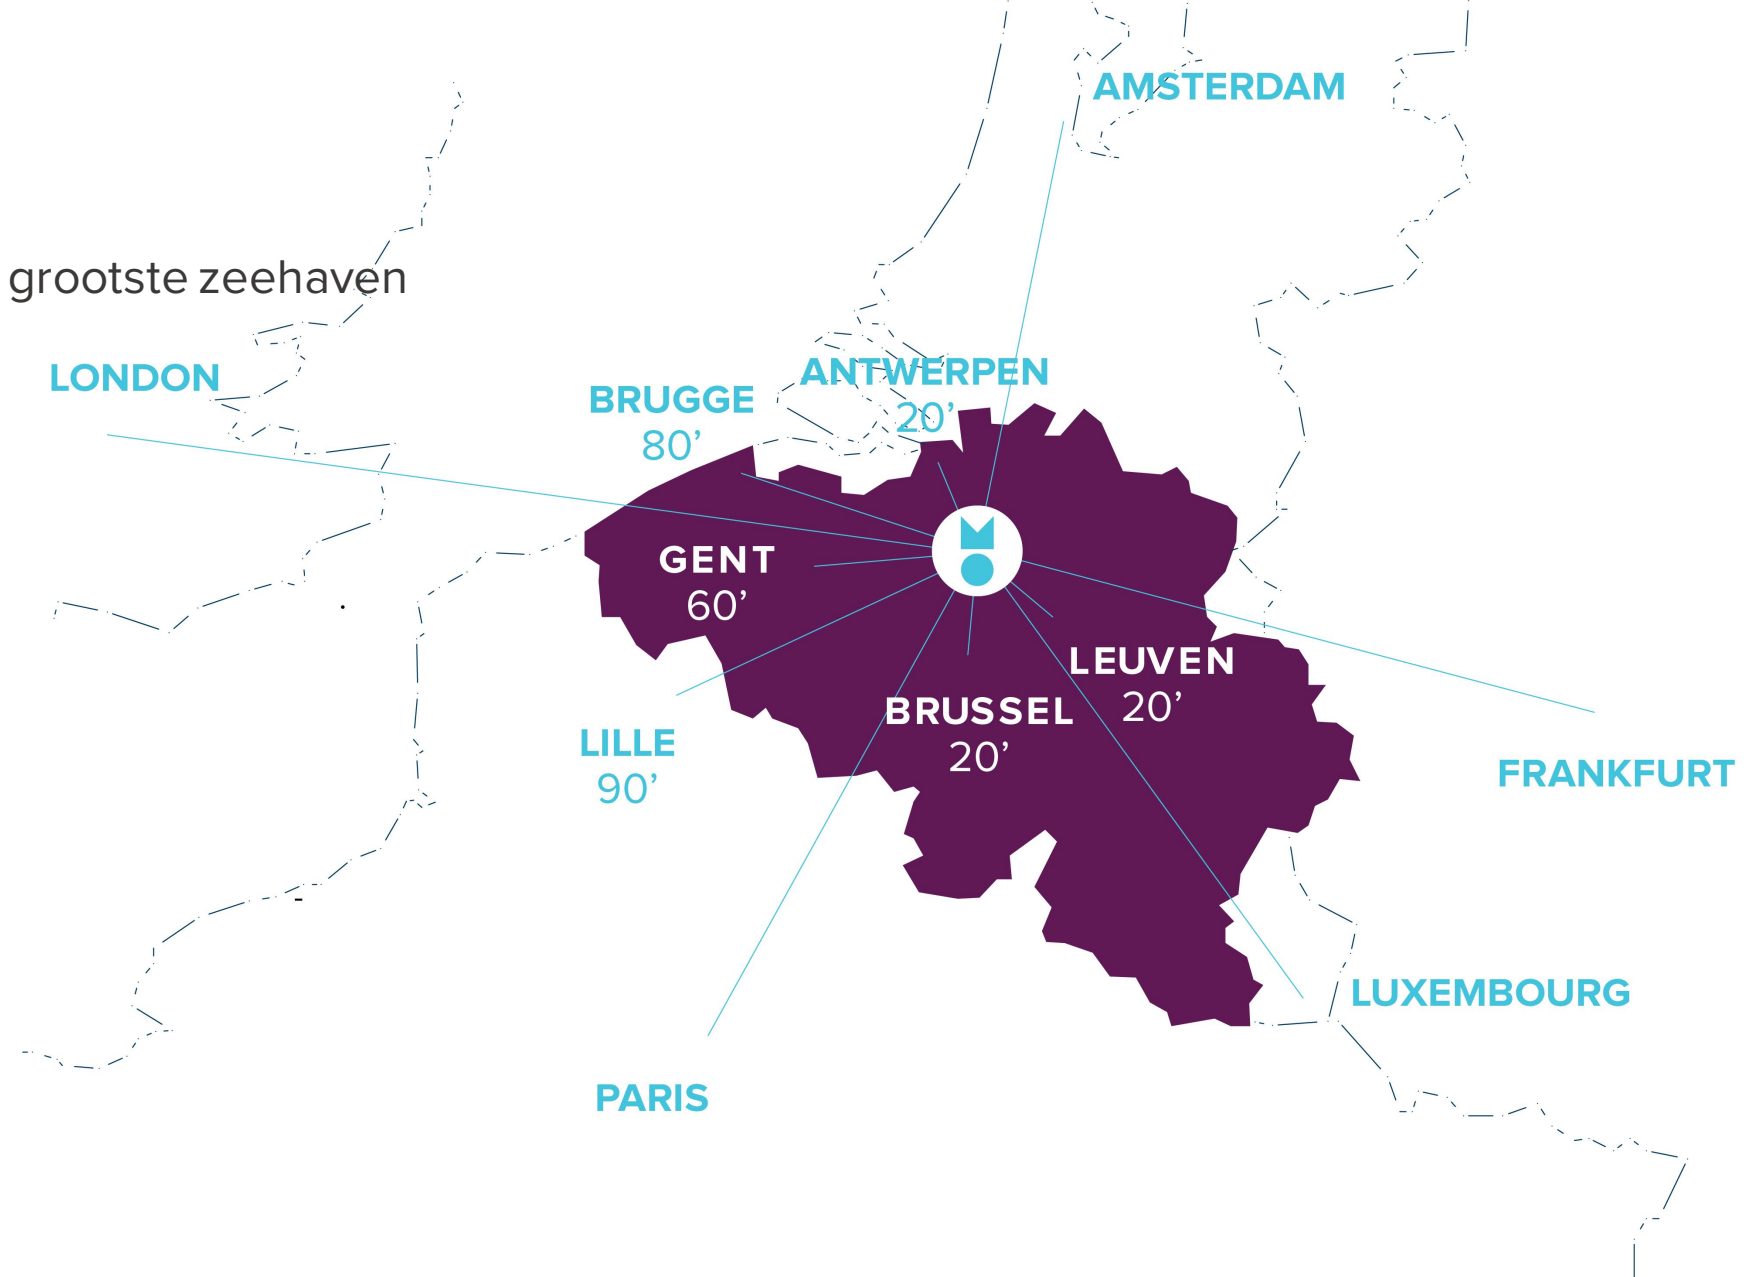 AMSTERDAM
grootste zeehaven
LONDON
ANTWERPEN
20’
BRUGGE
80’
GENT
60’
LEUVEN
20’
BRUSSEL
20’
LILLE
90’
FRANKFURT
LUXEMBOURG
PARIS